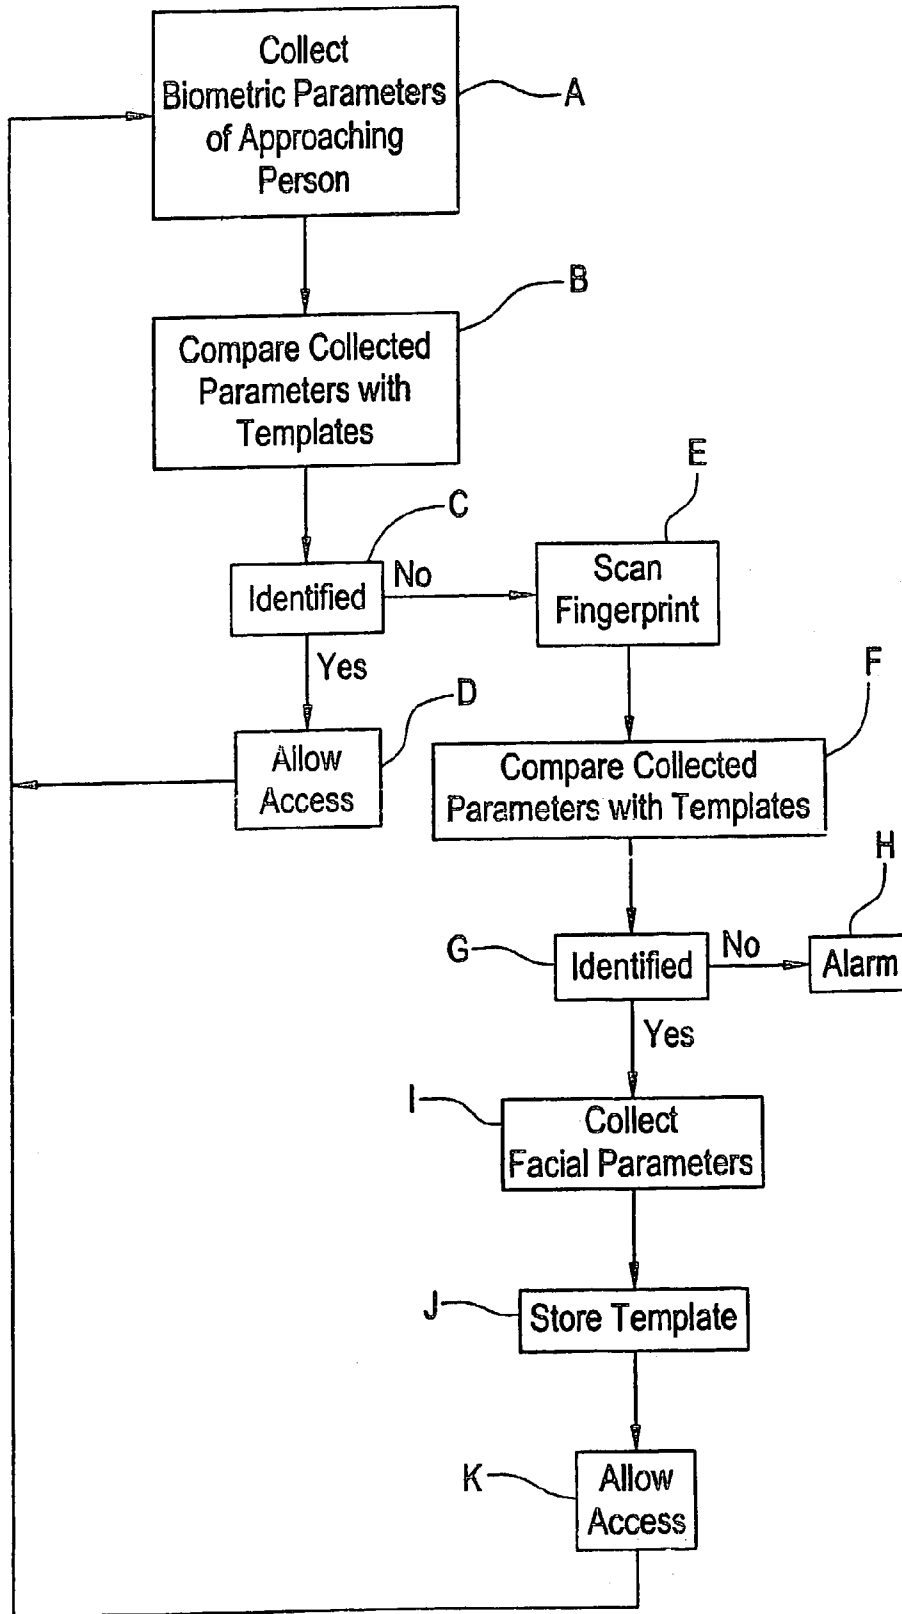 Collect
Biometric Parameters
of Approaching
Person
A
B
Compare Collected
Parameters with
Templates
C
Identified
No
E
Scan
Fingerprint
Yes
D
Allow
Access
F
Compare Collected
Parameters with Templates
G
Identified
No
H
Alarm
Yes
I
Collect
Facial Parameters
J
Store Template
K
Allow
Access